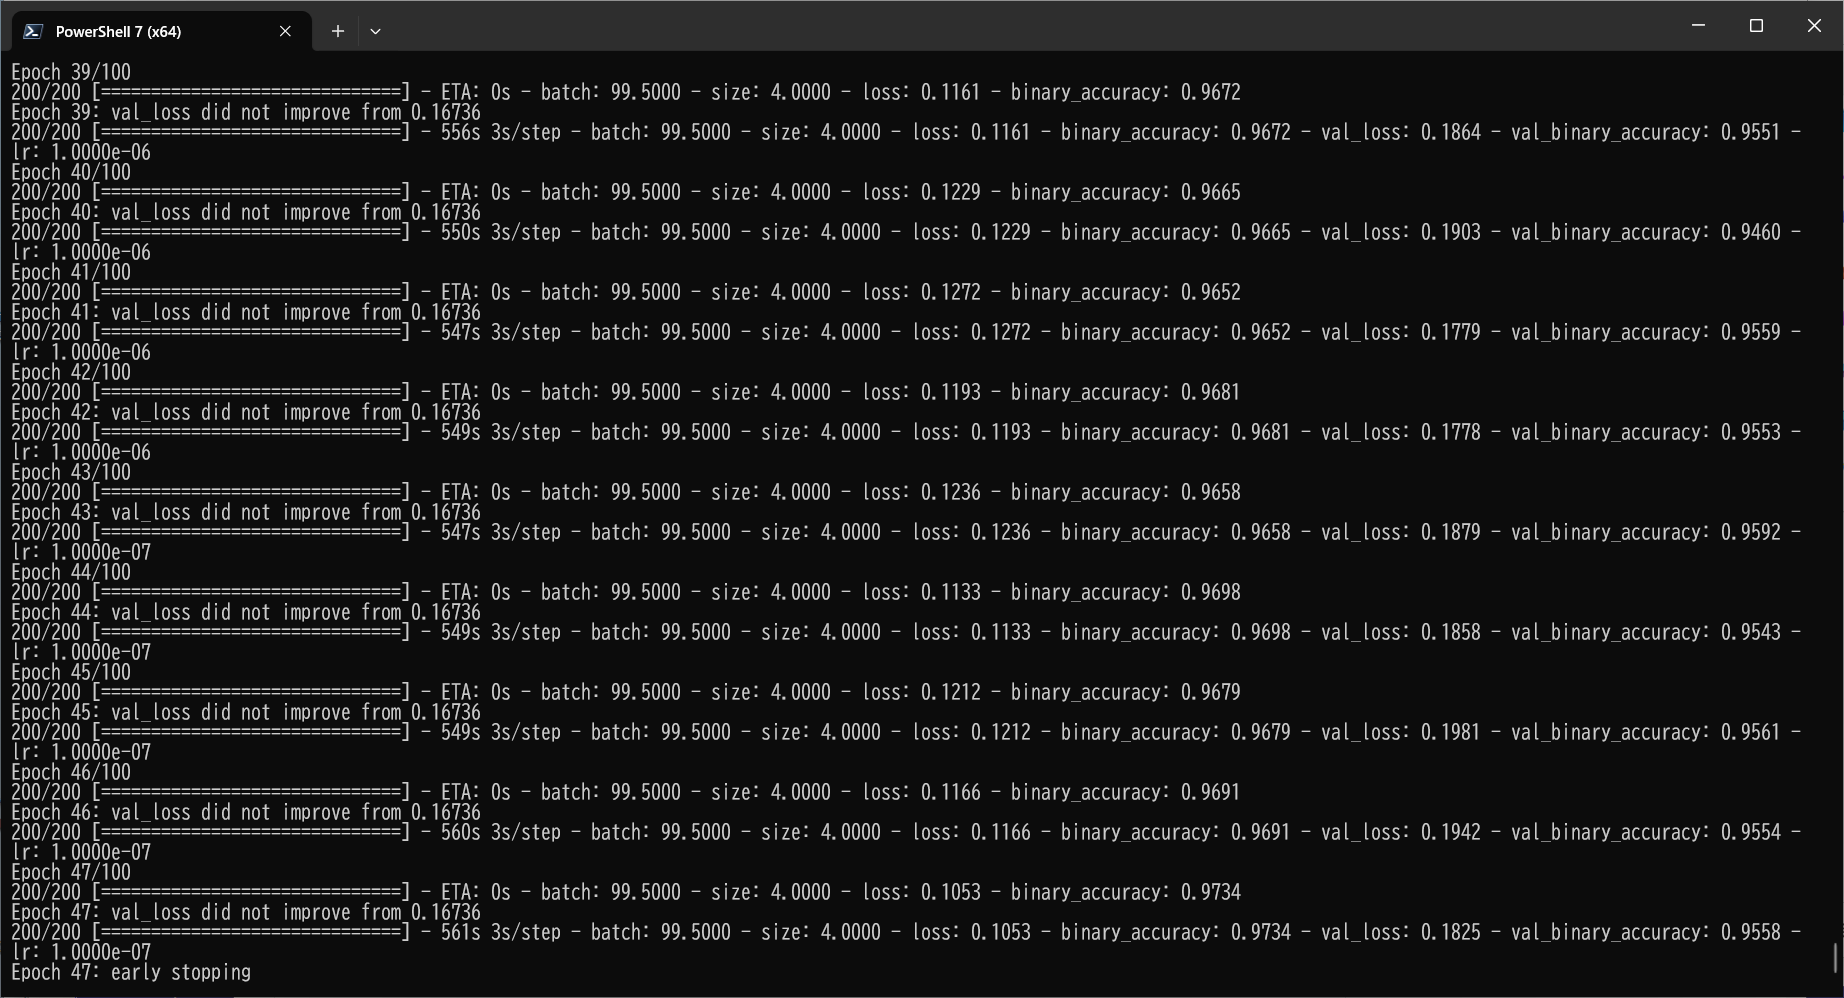 PowerShell 7 (x64)
Epoch 39/100
200/200 [==============================] - ETA: 0s - batch: 99.5000 - size: 4.0000 - loss: 0.1161 - binary_accuracy: 0.9672
Epoch 39: val_loss did not improve from 0.16736
200/200 [==============================] - 556s 3s/step - batch: 99.5000 - size: 4.0000 - loss: 0.1161 - binary_accuracy: 0.9672 - val_loss: 0.1864 - val_binary_accuracy: 0.9551 -
lr: 1.0000e-06
Epoch 40/100
200/200 [==============================] - ETA: 0s - batch: 99.5000 - size: 4.0000 - loss: 0.1229 - binary_accuracy: 0.9665
Epoch 40: val_loss did not improve from 0.16736
200/200 [==============================] - 550s 3s/step - batch: 99.5000 - size: 4.0000 - loss: 0.1229 - binary_accuracy: 0.9665 - val_loss: 0.1903 - val_binary_accuracy: 0.9460 -
lr: 1.0000e-06
Epoch 41/100
200/200 [==============================] - ETA: 0s - batch: 99.5000 - size: 4.0000 - loss: 0.1272 - binary_accuracy: 0.9652
Epoch 41: val_loss did not improve from 0.16736
200/200 [==============================] - 547s 3s/step - batch: 99.5000 - size: 4.0000 - loss: 0.1272 - binary_accuracy: 0.9652 - val_loss: 0.1779 - val_binary_accuracy: 0.9559 -
lr: 1.0000e-06
Epoch 42/100
200/200 [==============================] - ETA: 0s - batch: 99.5000 - size: 4.0000 - loss: 0.1193 - binary_accuracy: 0.9681
Epoch 42: val_loss did not improve from 0.16736
200/200 [==============================] - 549s 3s/step - batch: 99.5000 - size: 4.0000 - loss: 0.1193 - binary_accuracy: 0.9681 - val_loss: 0.1778 - val_binary_accuracy: 0.9553 -
lr: 1.0000e-06
Epoch 43/100
200/200 [==============================] - ETA: 0s - batch: 99.5000 - size: 4.0000 - loss: 0.1236 - binary_accuracy: 0.9658
Epoch 43: val_loss did not improve from 0.16736
200/200 [==============================] - 547s 3s/step - batch: 99.5000 - size: 4.0000 - loss: 0.1236 - binary_accuracy: 0.9658 - val_loss: 0.1879 - val_binary_accuracy: 0.9592 -
lr: 1.0000e-07
Epoch 44/100
200/200 [==============================] - ETA: 0s - batch: 99.5000 - size: 4.0000 - loss: 0.1133 - binary_accuracy: 0.9698
Epoch 44: val_loss did not improve from 0.16736
200/200 [==============================] - 549s 3s/step - batch: 99.5000 - size: 4.0000 - loss: 0.1133 - binary_accuracy: 0.9698 - val_loss: 0.1858 - val_binary_accuracy: 0.9543 -
lr: 1.0000e-07
Epoch 45/100
200/200 [==============================] - ETA: 0s - batch: 99.5000 - size: 4.0000 - loss: 0.1212 - binary_accuracy: 0.9679
Epoch 45: val_loss did not improve from 0.16736
200/200 [==============================] - 549s 3s/step - batch: 99.5000 - size: 4.0000 - loss: 0.1212 - binary_accuracy: 0.9679 - val_loss: 0.1981 - val_binary_accuracy: 0.9561 -
lr: 1.0000e-07
Epoch 46/100
200/200 [==============================] - ETA: 0s - batch: 99.5000 - size: 4.0000 - loss: 0.1166 - binary_accuracy: 0.9691
Epoch 46: val_loss did not improve from 0.16736
200/200 [==============================] - 560s 3s/step - batch: 99.5000 - size: 4.0000 - loss: 0.1166 - binary_accuracy: 0.9691 - val_loss: 0.1942 - val_binary_accuracy: 0.9554 -
lr: 1.0000e-07
Epoch 47/100
200/200 [==============================] - ETA: 0s - batch: 99.5000 - size: 4.0000 - loss: 0.1053 - binary_accuracy: 0.9734
Epoch 47: val_loss did not improve from 0.16736
200/200 [==============================] - 561s 3s/step - batch: 99.5000 - size: 4.0000 - loss: 0.1053 - binary_accuracy: 0.9734 - val_loss: 0.1825 - val_binary_accuracy: 0.9558 -
lr: 1.0000e-07
Epoch 47: early stopping